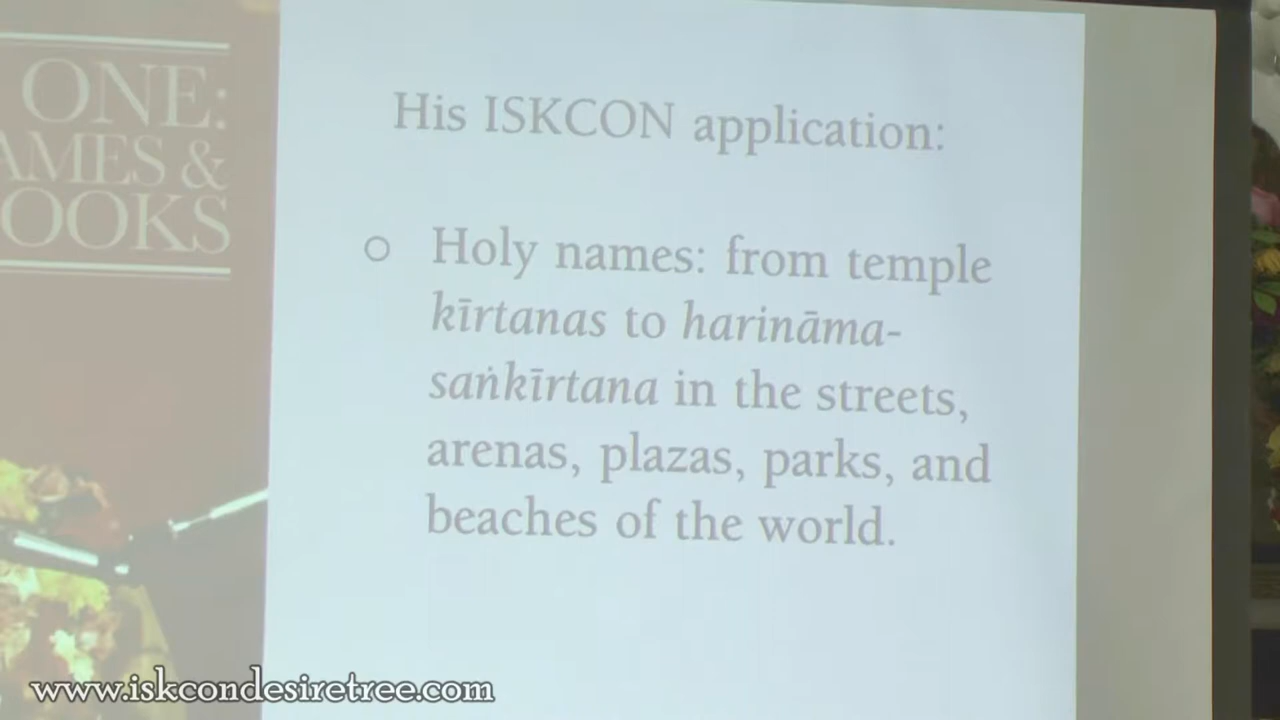 ONE:
AMES &
OOKS
His ISKCON application:
○ Holy names: from temple
kīrtanas to harināma-
saṅkīrtana in the streets,
arenas, plazas, parks, and
beaches of the world.
www.iskcondesiretree.com